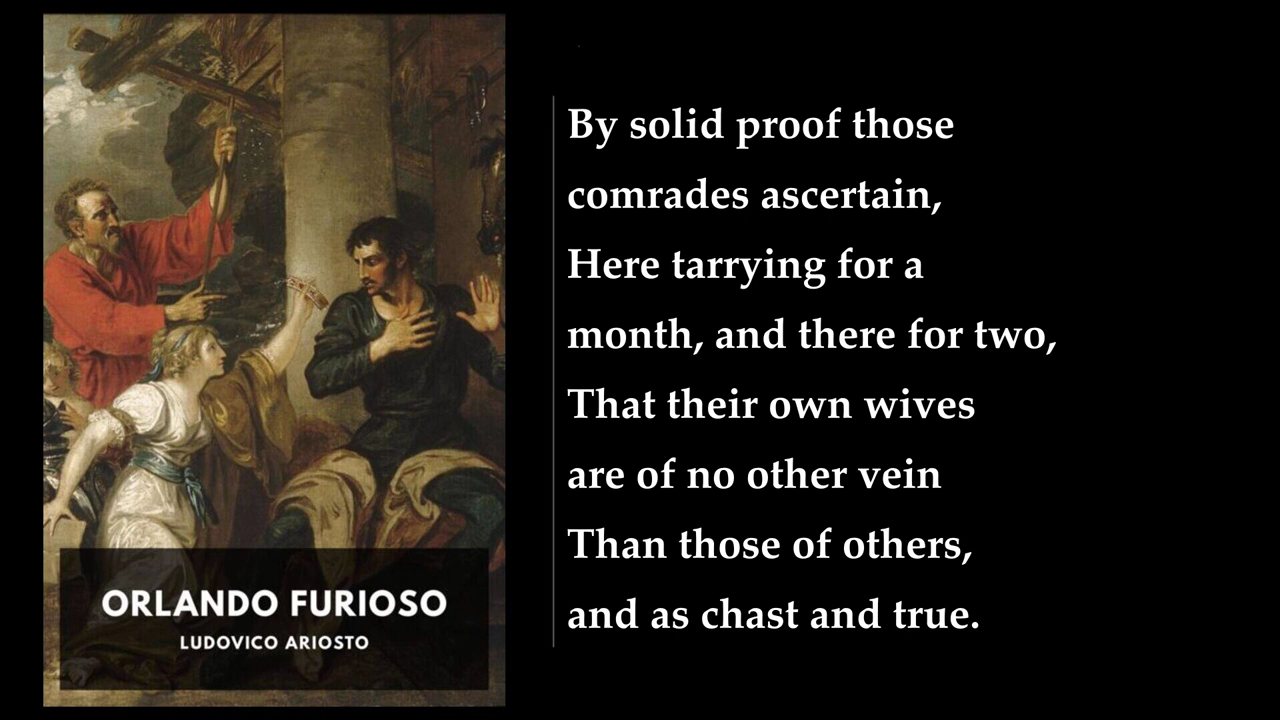 ORLANDO FURIOSO
LUDOVICO ARIOSTO
By solid proof those
comrades ascertain,
Here tarrying for a
month, and there for two,
That their own wives
are of no other vein
Than those of others,
and as chast and true.